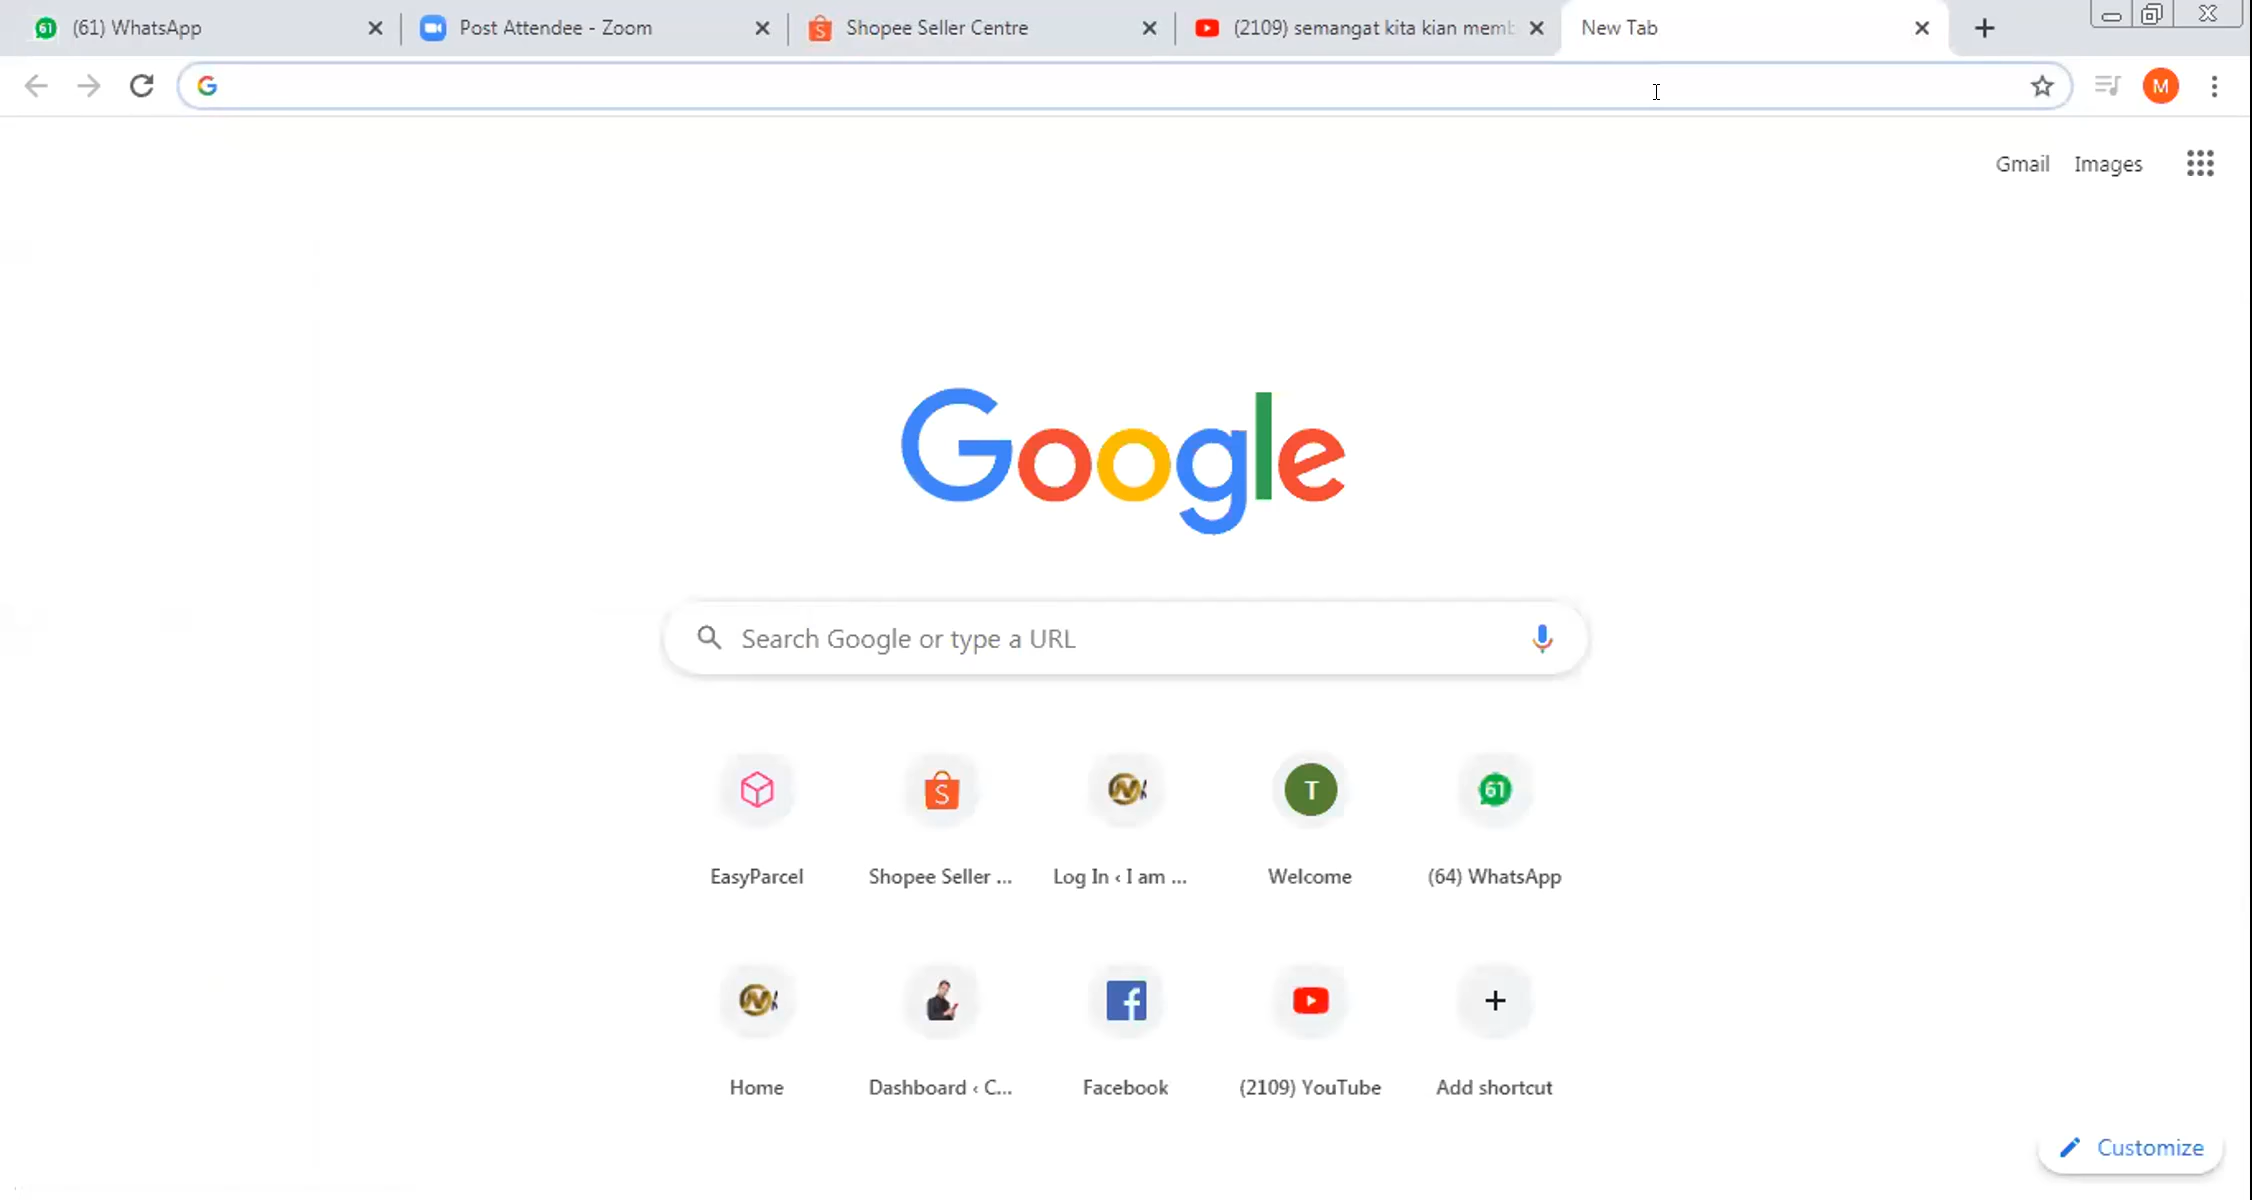 61 (61) WhatsApp Post Attendee - Zoom S Shopee Seller Centre (2109) semangat kita kian memb New Tab
G M
Gmail Images
Google
Search Google or type a URL
S N T 61
EasyParcel Shopee Seller ... Log In ‹ I am ... Welcome (64) WhatsApp
N f
Home Dashboard ‹ C... Facebook (2109) YouTube Add shortcut
Customize